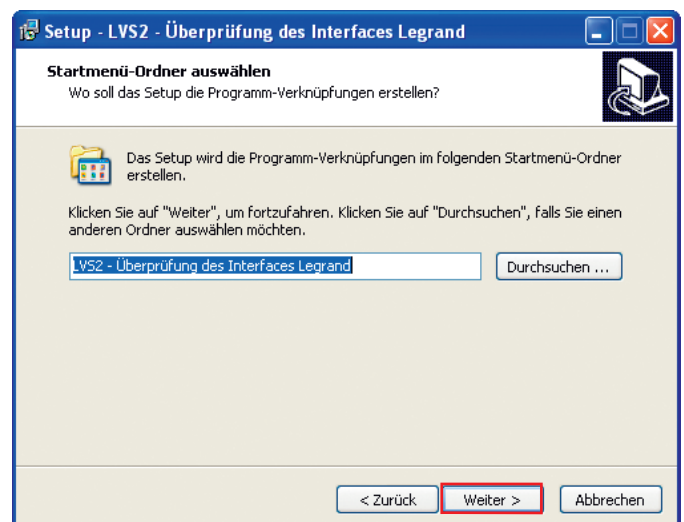 Setup - LVS2 - Überprüfung des Interfaces Legrand
Startmenü-Ordner auswählen
Wo soll das Setup die Programm-Verknüpfungen erstellen?
Das Setup wird die Programm-Verknüpfungen im folgenden Startmenü-Ordner
erstellen.
Klicken Sie auf "Weiter", um fortzufahren. Klicken Sie auf "Durchsuchen", falls Sie einen
anderen Ordner auswählen möchten.
LVS2 - Überprüfung des Interfaces Legrand
Durchsuchen ...
< Zurück
Weiter >
Abbrechen